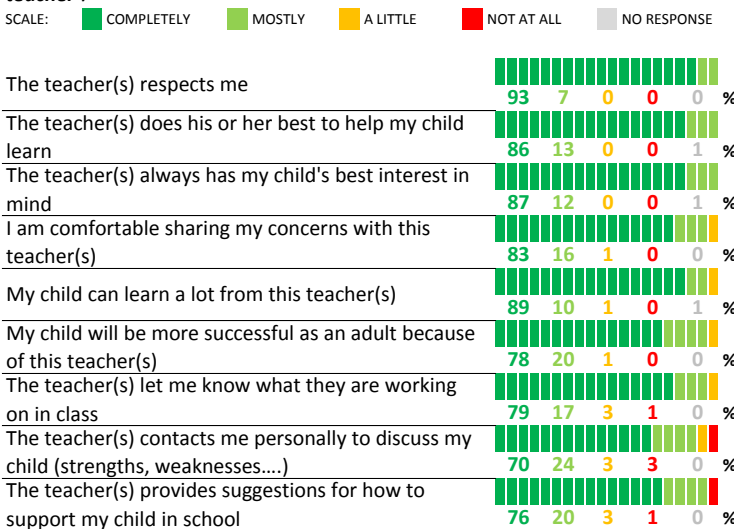 SCALE: COMPLETELY MOSTLY A LITTLE NOT AT ALL NO RESPONSE
The teacher(s) respects me
93 7 0 0 0 %
The teacher(s) does his or her best to help my child
learn
86 13 0 0 1 %
The teacher(s) always has my child's best interest in
mind
87 12 0 0 1 %
I am comfortable sharing my concerns with this
teacher(s)
83 16 1 0 0 %
My child can learn a lot from this teacher(s)
89 10 1 0 1 %
My child will be more successful as an adult because
of this teacher(s)
78 20 1 0 0 %
The teacher(s) let me know what they are working
on in class
79 17 3 1 0 %
The teacher(s) contacts me personally to discuss my
child (strengths, weaknesses....)
70 24 3 3 0 %
The teacher(s) provides suggestions for how to
support my child in school
76 20 3 1 0 %